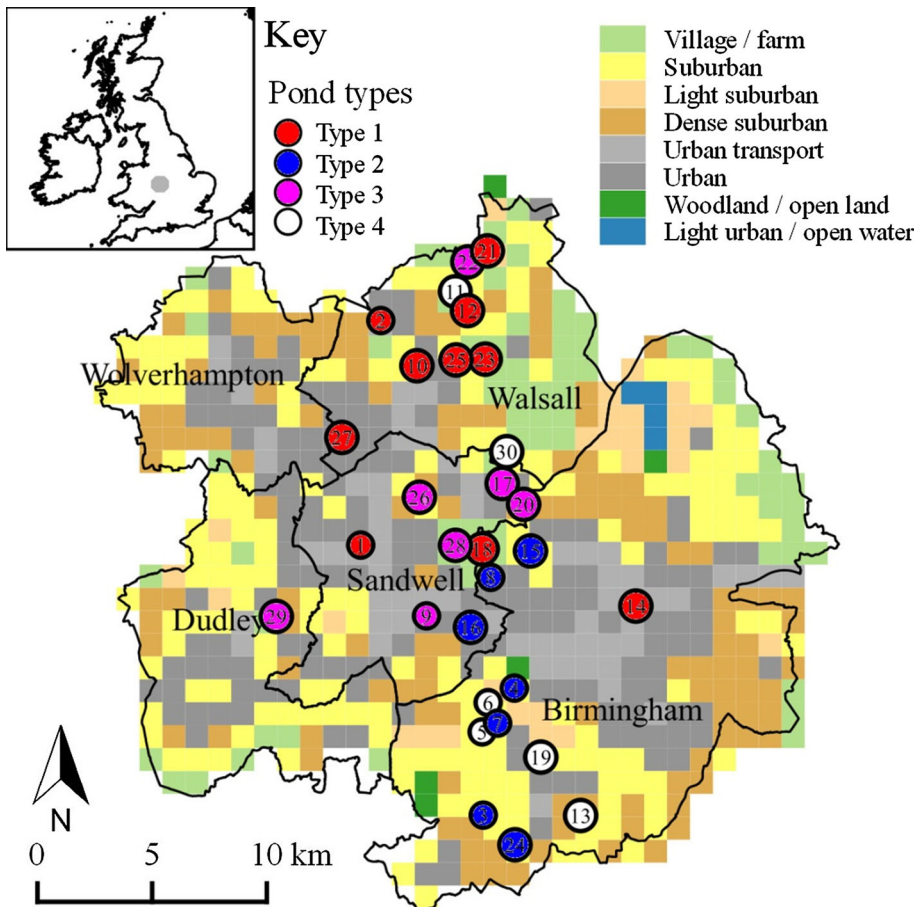 Key
Pond types
Type 1
Type 2
Type 3
Type 4
Village / farm
Suburban
Light suburban
Dense suburban
Urban transport
Urban
Woodland / open land
Light urban / open water
21
22
11
12
2
10
25
23
Wolverhampton
Walsall
27
30
17
26
20
1
28
18
15
Sandwell
8
14
Dudley
29
9
16
4
6
7
5
Birmingham
19
3
13
24
N
0
5
10 km